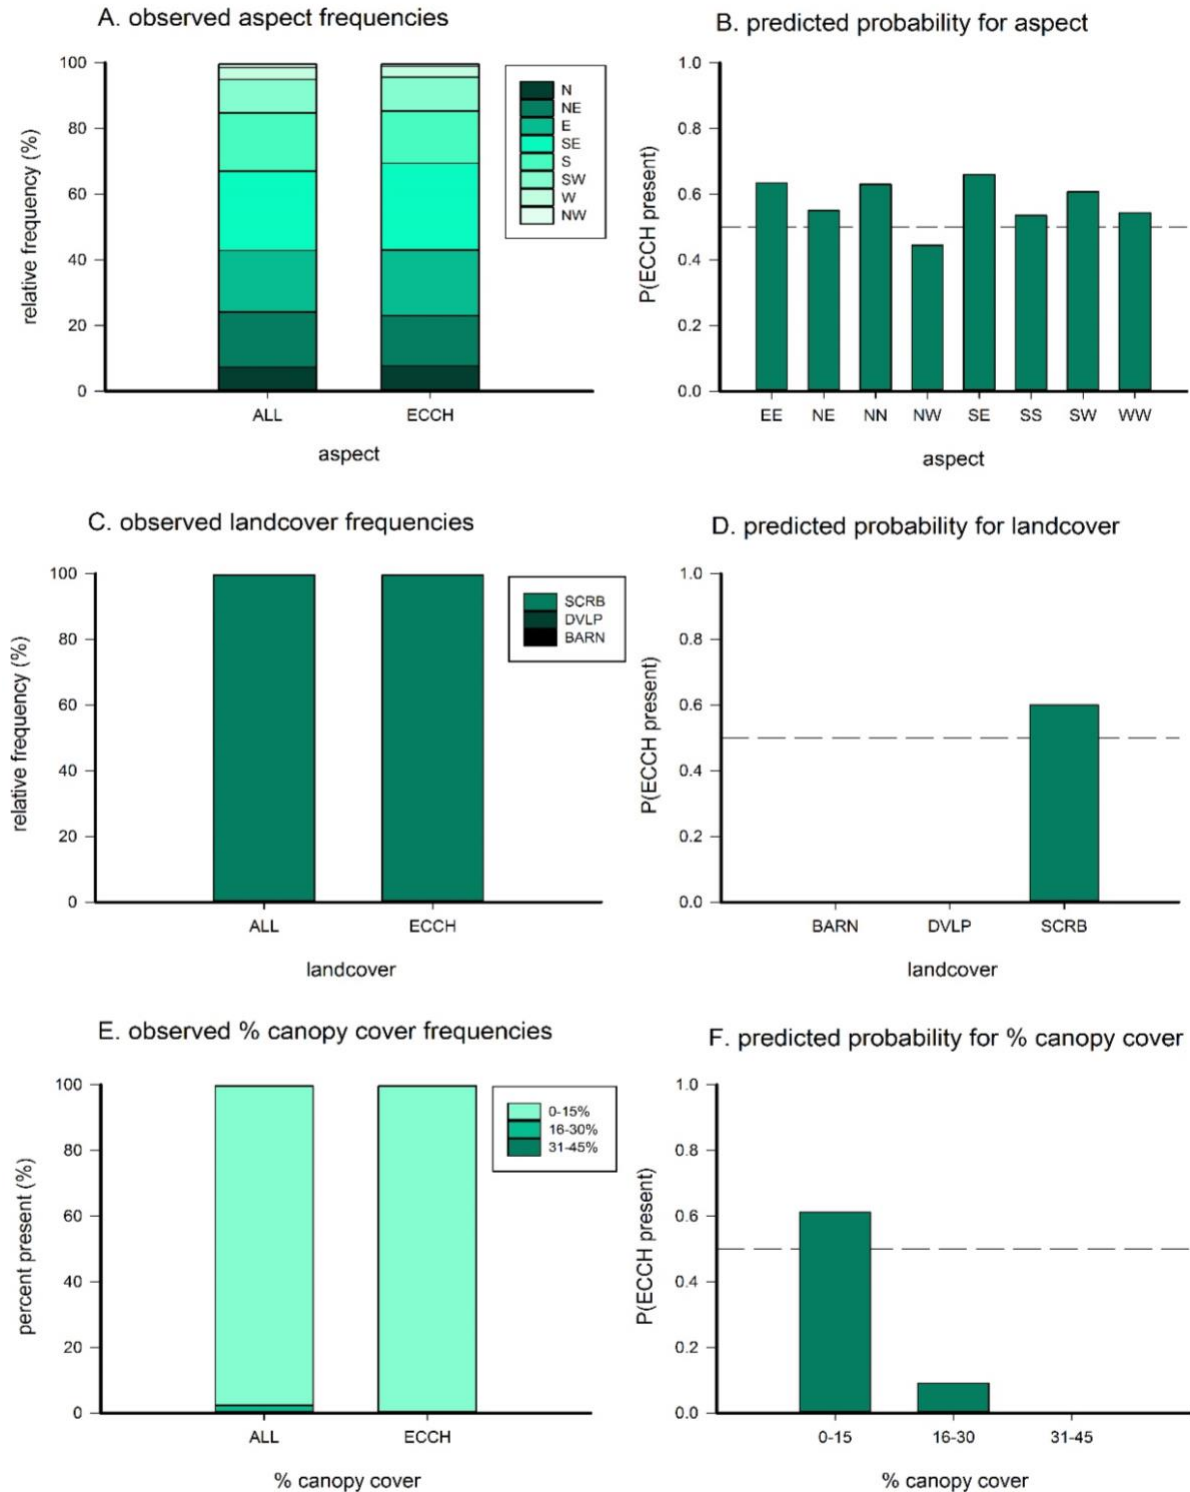 A. observed aspect frequencies
100
80
60
40
20
0
relative frequency (%)
ALL
ECCH
aspect
N
NE
E
SE
S
SW
W
NW
B. predicted probability for aspect
1.0
0.8
0.6
0.4
0.2
0.0
P(ECCH present)
EE
NE
NN
NW
SE
SS
SW
WW
aspect
C. observed landcover frequencies
100
80
60
40
20
0
relative frequency (%)
ALL
ECCH
landcover
SCRB
DVLP
BARN
D. predicted probability for landcover
1.0
0.8
0.6
0.4
0.2
0.0
P(ECCH present)
BARN
DVLP
SCRB
landcover
E. observed % canopy cover frequencies
100
80
60
40
20
0
percent present (%)
ALL
ECCH
% canopy cover
0-15%
16-30%
31-45%
F. predicted probability for % canopy cover
1.0
0.8
0.6
0.4
0.2
0.0
P(ECCH present)
0-15
16-30
31-45
% canopy cover